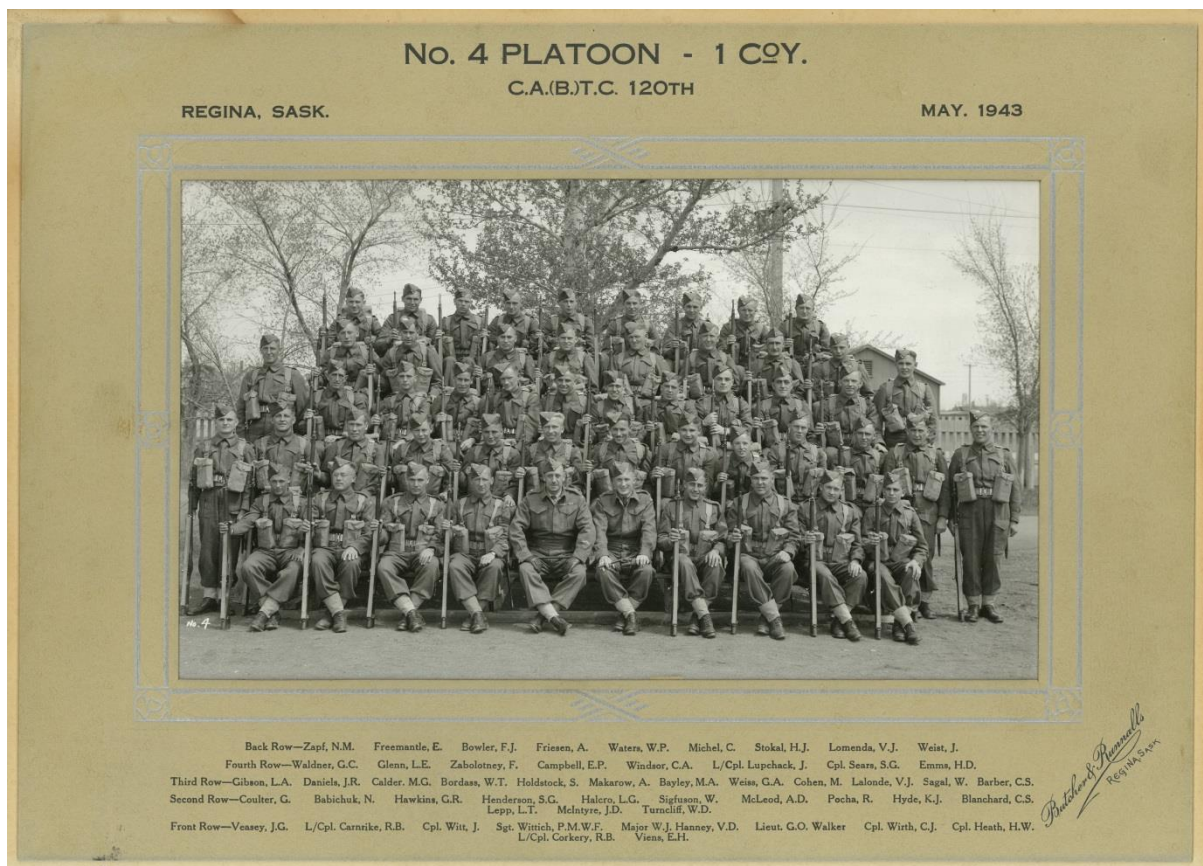 No. 4 PLATOON - 1 CoY.
C.A.(B.)T.C. 120TH
REGINA, SASK.
MAY. 1943
No. 4
Back Row—Zapf, N.M. Freemantle, E. Bowler, F.J. Friesen, A. Waters, W.P. Michel, C. Stokal, H.J. Lomenda, V.J. Weist, J.
Fourth Row—Waldner, G.C. Glenn, L.E. Zabolotney, F. Campbell, E.P. Windsor, C.A. L/Cpl. Lupchack, J. Cpl. Sears, S.G. Emms, H.D.
Third Row—Gibson, L.A. Daniels, J.R. Calder. M.G. Bordass, W.T. Holdstock, S. Makarow, A. Bayley, M.A. Weiss, G.A. Cohen, M. Lalonde, V.J. Sagal, W. Barber, C.S.
Second Row—Coulter, G. Babichuk, N. Hawkins, G.R. Henderson, S.G. Halcro, L.G. Sigfuson, W. McLeod, A.D. Pocha, R. Hyde, K.J. Blanchard, C.S.
Lepp, L.T. McIntyre, J.D. Turncliff, W.D.
Front Row—Veasey, J.G. L/Cpl. Carnrike, R.B. Cpl. Witt, J. Sgt. Wittich, P.M.W.F. Major W.J. Hanney, V.D. Lieut. G.O. Walker Cpl. Wirth, C.J. Cpl. Heath, H.W.
L/Cpl. Corkery, R.B. Viens, E.H.
Butcher & Runnalls
REGINA, SASK